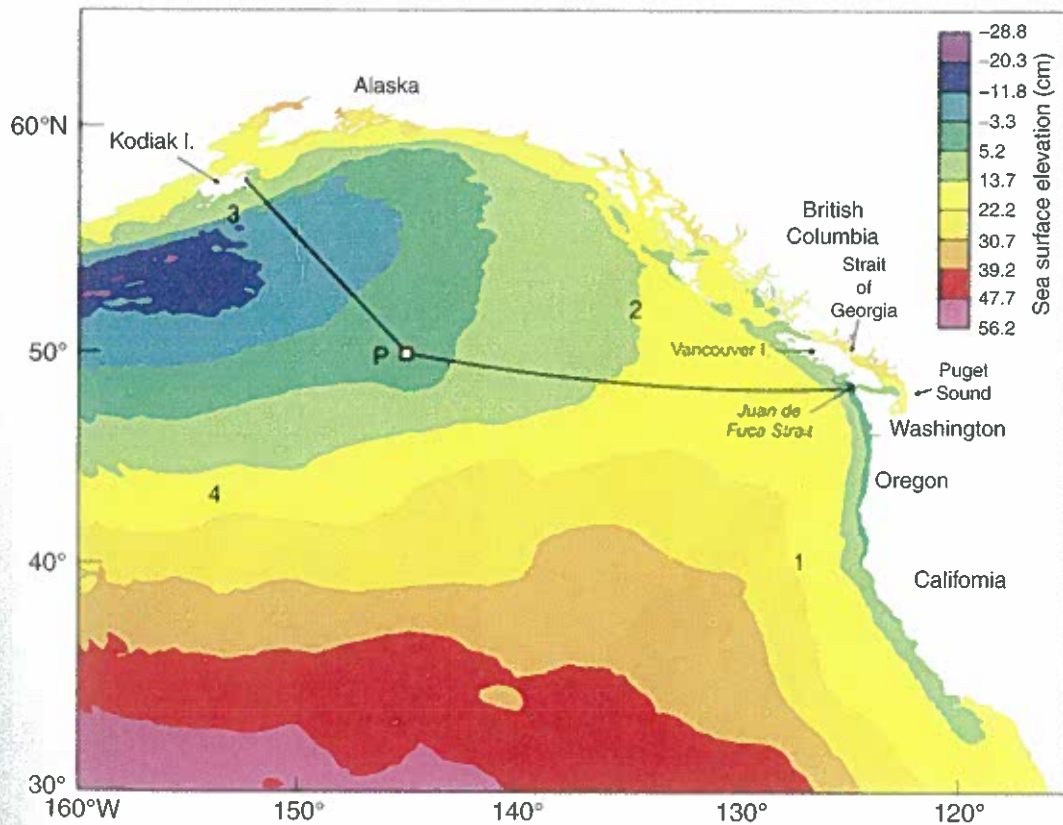 Alaska
Kodiak I.
60°N
50°
40°
30°
160°W
150°
140°
130°
120°
3
2
4
1
P
British
Columbia
Strait
of
Georgia
Vancouver I.
Puget
Sound
Juan de
Fuca Strait
Washington
Oregon
California
−28.8
−20.3
−11.8
−3.3
5.2
13.7
22.2
30.7
39.2
47.7
56.2
Sea surface elevation (cm)